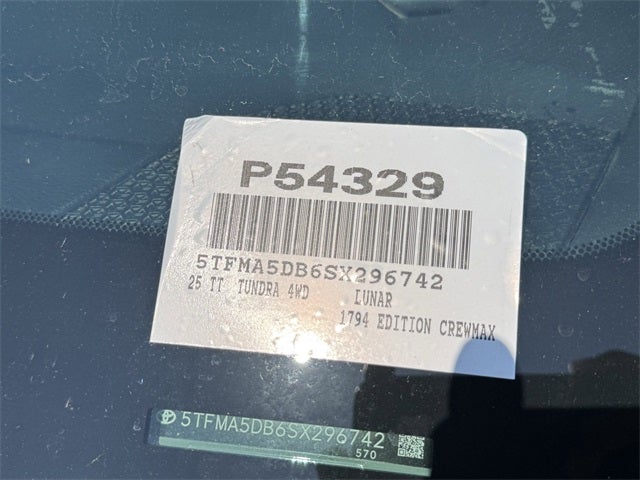 P54329
5TFMA5DB6SX296742
25 TT TUNDRA 4WD LUNAR
1794 EDITION CREWMAX
5TFMA5DB6SX296742
570